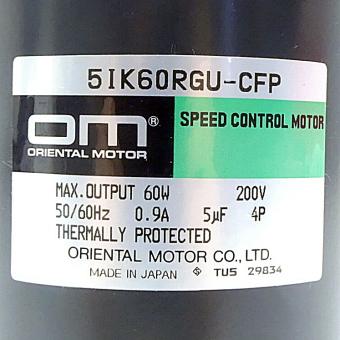 5IK60RGU-CFP
OM®
ORIENTAL MOTOR
SPEED CONTROL MOTOR
MAX.OUTPUT 60W 200V
50/60Hz 0.9A 5µF 4P
THERMALLY PROTECTED
ORIENTAL MOTOR CO.,LTD.
MADE IN JAPAN S TU5 29834